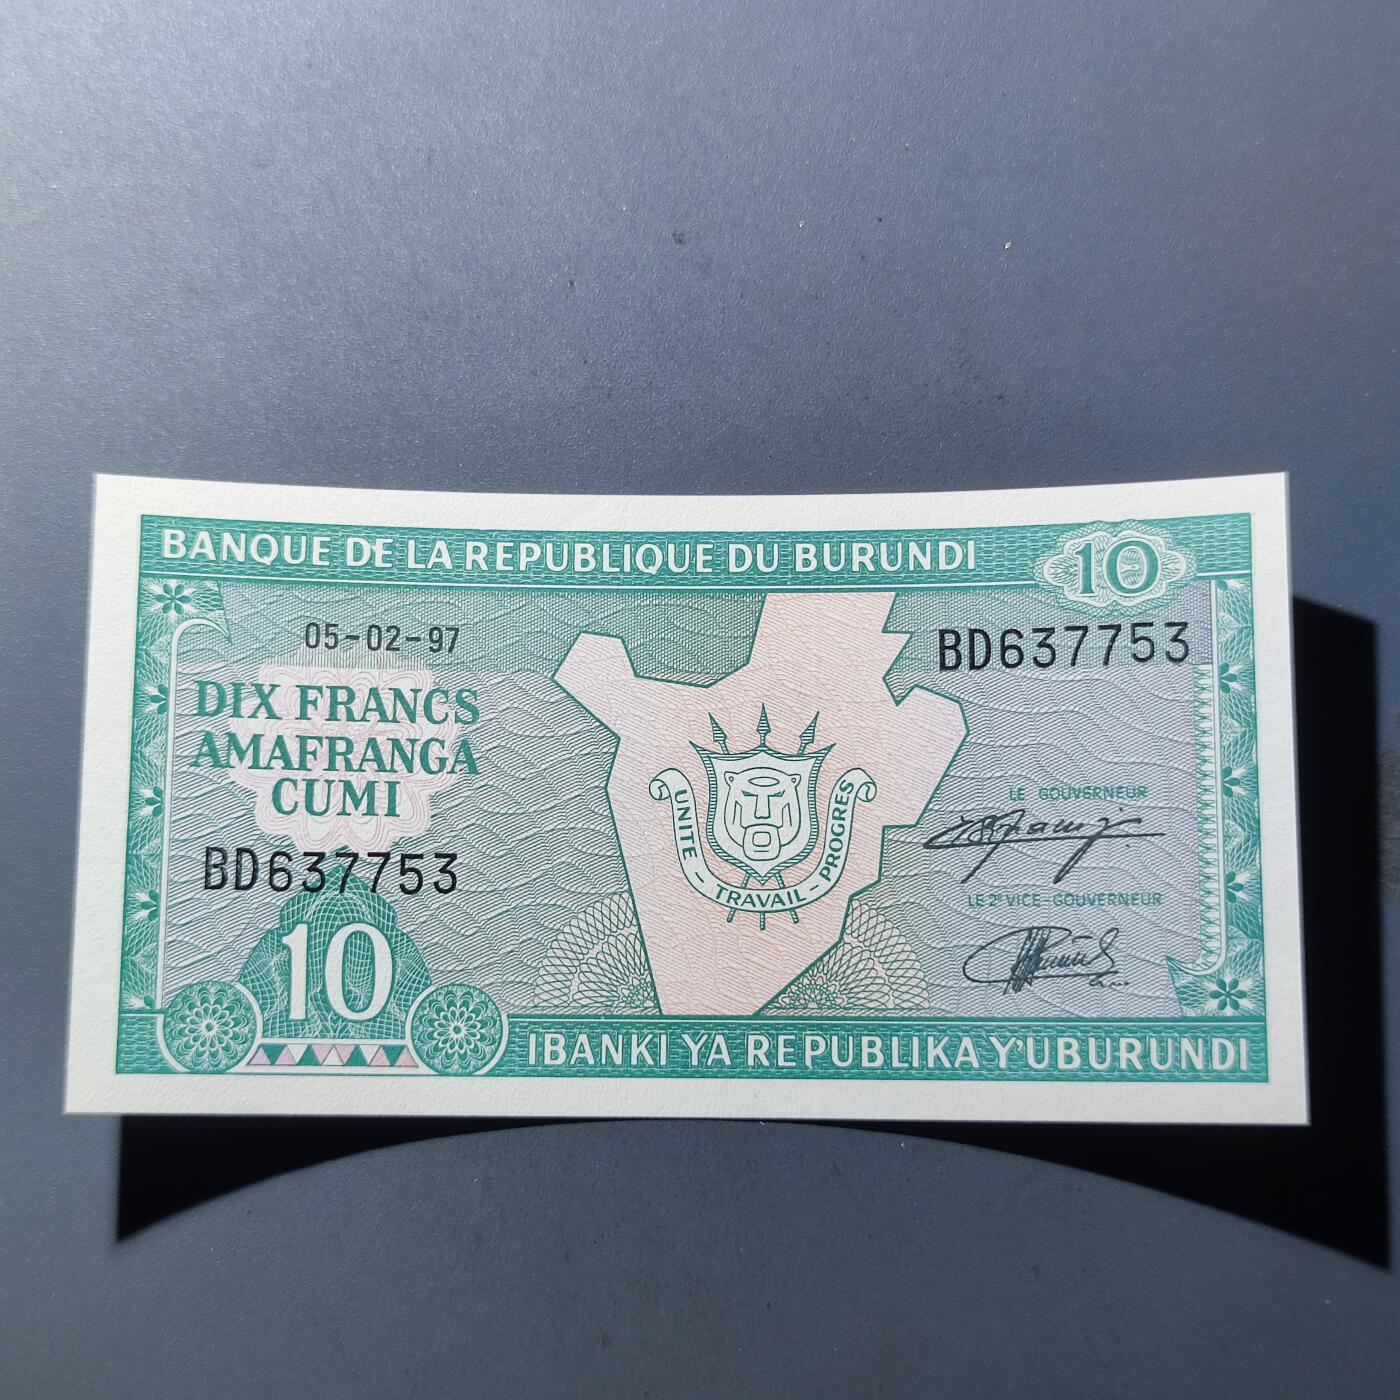 BANQUE DE LA REPUBLIQUE DU BURUNDI
10
05-02-97
BD637753
DIX FRANCS
AMAFRANGA
CUMI
BD637753
10
UNITE - TRAVAIL - PROGRES
LE GOUVERNEUR
LE 2e VICE-GOUVERNEUR
IBANKI YA REPUBLIKA Y'UBURUNDI